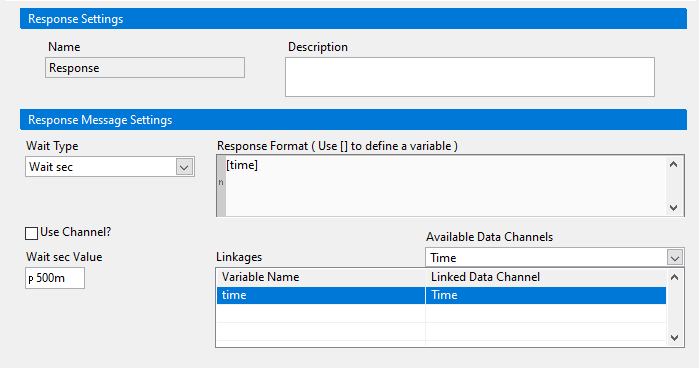 Response Settings
Name
Description
Response
Response Message Settings
Wait Type
Response Format ( Use [] to define a variable )
Wait sec
[time]
n
Use Channel?
Available Data Channels
Wait sec Value
Linkages
Time
p 500m
Variable Name
Linked Data Channel
time
Time